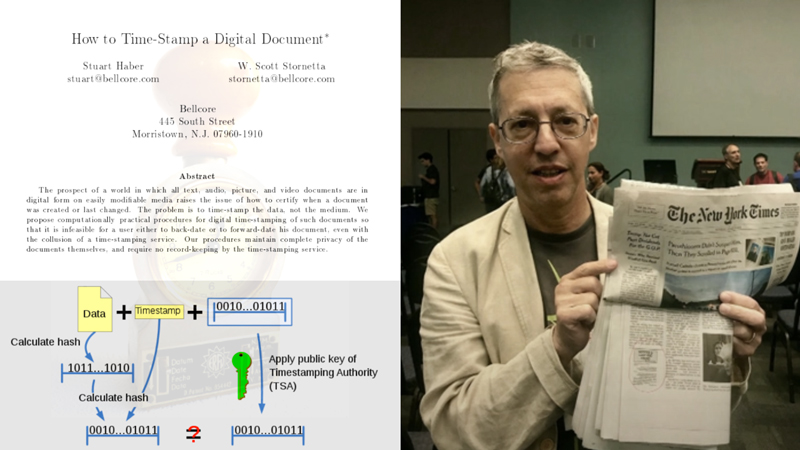 How to Time-Stamp a Digital Document*
Stuart Haber
stuart@bellcore.com
W. Scott Stornetta
stornetta@bellcore.com
Bellcore
445 South Street
Morristown, N.J. 07960-1910
Abstract
The prospect of a world in which all text, audio, picture, and video documents are in
digital form on easily modifiable media raises the issue of how to certify when a document
was created or last changed. The problem is to time-stamp the data, not the medium. We
propose computationally practical procedures for digital time-stamping of such documents so
that it is infeasible for a user either to back-date or to forward-date his document, even with
the collusion of a time-stamping service. Our procedures maintain complete privacy of the
documents themselves, and require no record-keeping by the time-stamping service.
Data
+
Timestamp
+
0010...01011
Calculate hash
1011...1010
Calculate hash
Apply public key of
Timestamping Authority
(TSA)
0010...01011
=
?
0010...01011
The New York Times